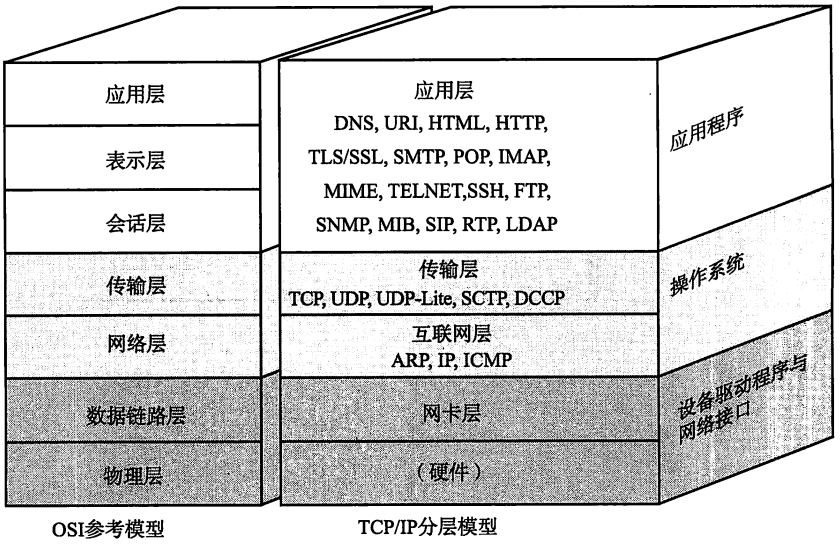 应用层
表示层
会话层
传输层
网络层
数据链路层
物理层
OSI参考模型
应用层
DNS, URI, HTML, HTTP,
TLS/SSL, SMTP, POP, IMAP,
MIME, TELNET,SSH, FTP,
SNMP, MIB, SIP, RTP, LDAP
传输层
TCP, UDP, UDP-Lite, SCTP, DCCP
互联网层
ARP, IP, ICMP
网卡层
（硬件）
TCP/IP分层模型
应用程序
操作系统
设备驱动程序与
网络接口